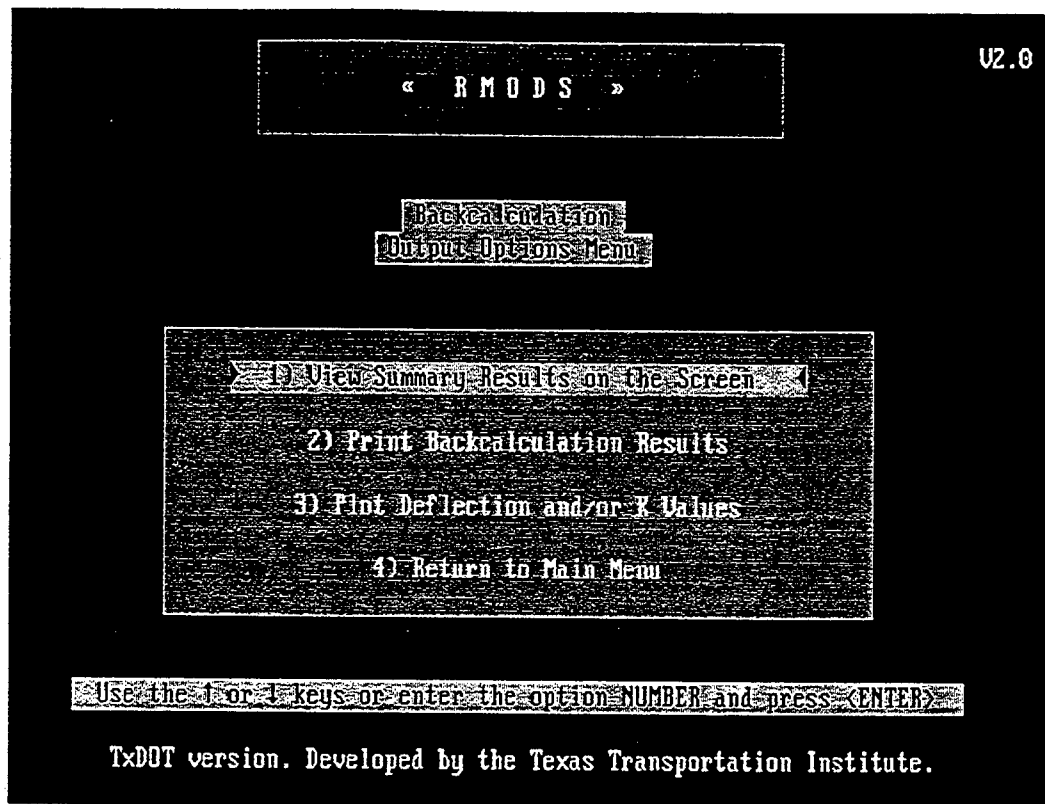 V2.0
« R M O D S »
Backcalculation
Output Options Menu
1) View Summary Results on the Screen
2) Print Backcalculation Results
3) Plot Deflection and/or K Values
4) Return to Main Menu
Use the ↑ or ↓ keys or enter the option NUMBER and press <ENTER>
TxDOT version. Developed by the Texas Transportation Institute.